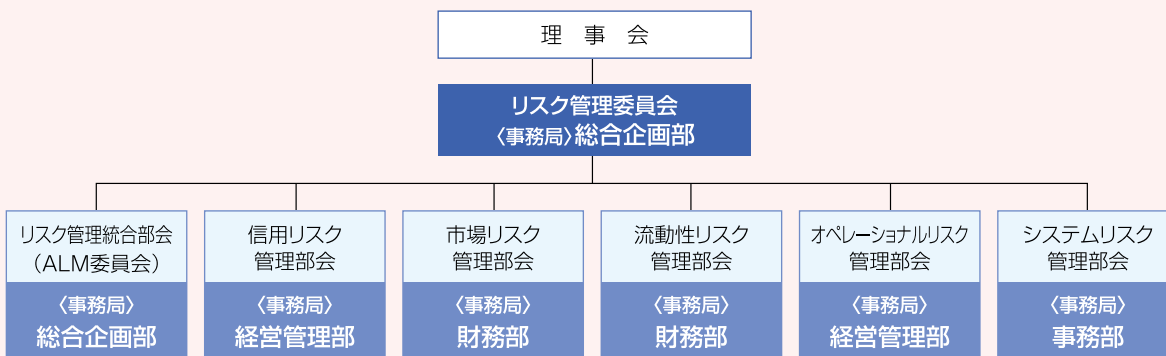 理　事　会
リスク管理委員会
〈事務局〉総合企画部
リスク管理統合部会
（ALM委員会）
〈事務局〉
総合企画部
信用リスク
管理部会
〈事務局〉
経営管理部
市場リスク
管理部会
〈事務局〉
財務部
流動性リスク
管理部会
〈事務局〉
財務部
オペレーショナルリスク
管理部会
〈事務局〉
経営管理部
システムリスク
管理部会
〈事務局〉
事務部